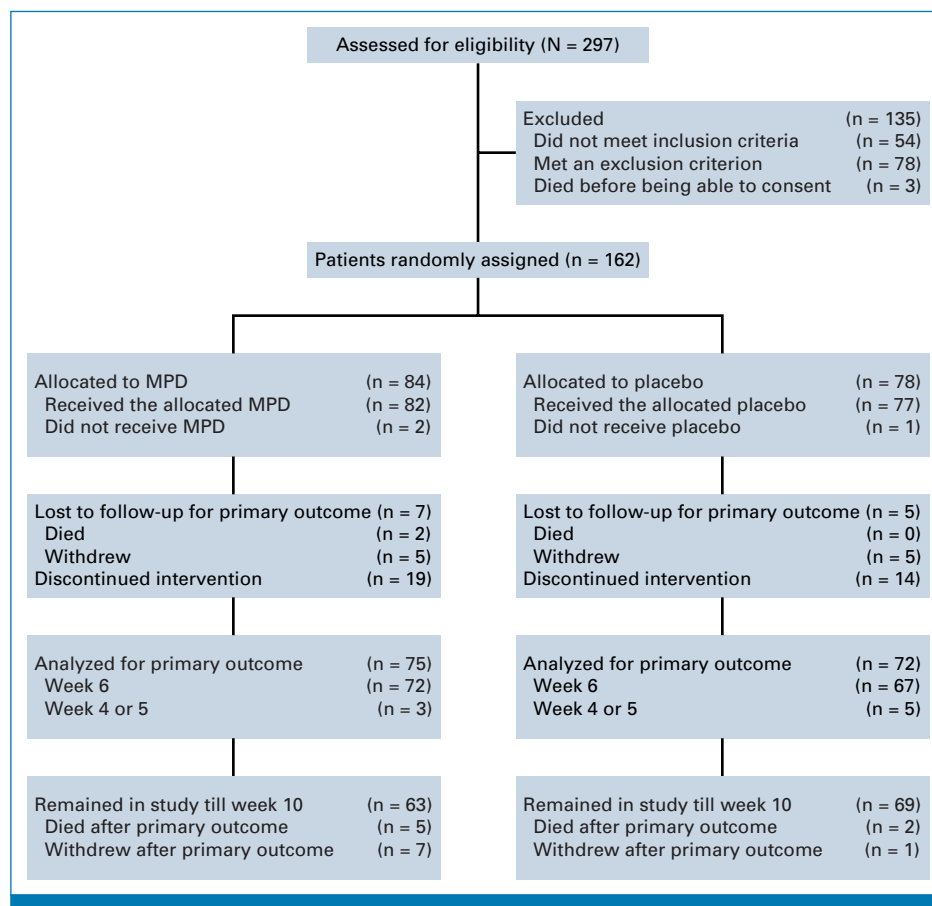 Assessed for eligibility (N = 297)
Excluded (n = 135)
Did not meet inclusion criteria (n = 54)
Met an exclusion criterion (n = 78)
Died before being able to consent (n = 3)
Patients randomly assigned (n = 162)
Allocated to MPD (n = 84)
Received the allocated MPD (n = 82)
Did not receive MPD (n = 2)
Allocated to placebo (n = 78)
Received the allocated placebo (n = 77)
Did not receive placebo (n = 1)
Lost to follow-up for primary outcome (n = 7)
Died (n = 2)
Withdrew (n = 5)
Discontinued intervention (n = 19)
Lost to follow-up for primary outcome (n = 5)
Died (n = 0)
Withdrew (n = 5)
Discontinued intervention (n = 14)
Analyzed for primary outcome (n = 75)
Week 6 (n = 72)
Week 4 or 5 (n = 3)
Analyzed for primary outcome (n = 72)
Week 6 (n = 67)
Week 4 or 5 (n = 5)
Remained in study till week 10 (n = 63)
Died after primary outcome (n = 5)
Withdrew after primary outcome (n = 7)
Remained in study till week 10 (n = 69)
Died after primary outcome (n = 2)
Withdrew after primary outcome (n = 1)